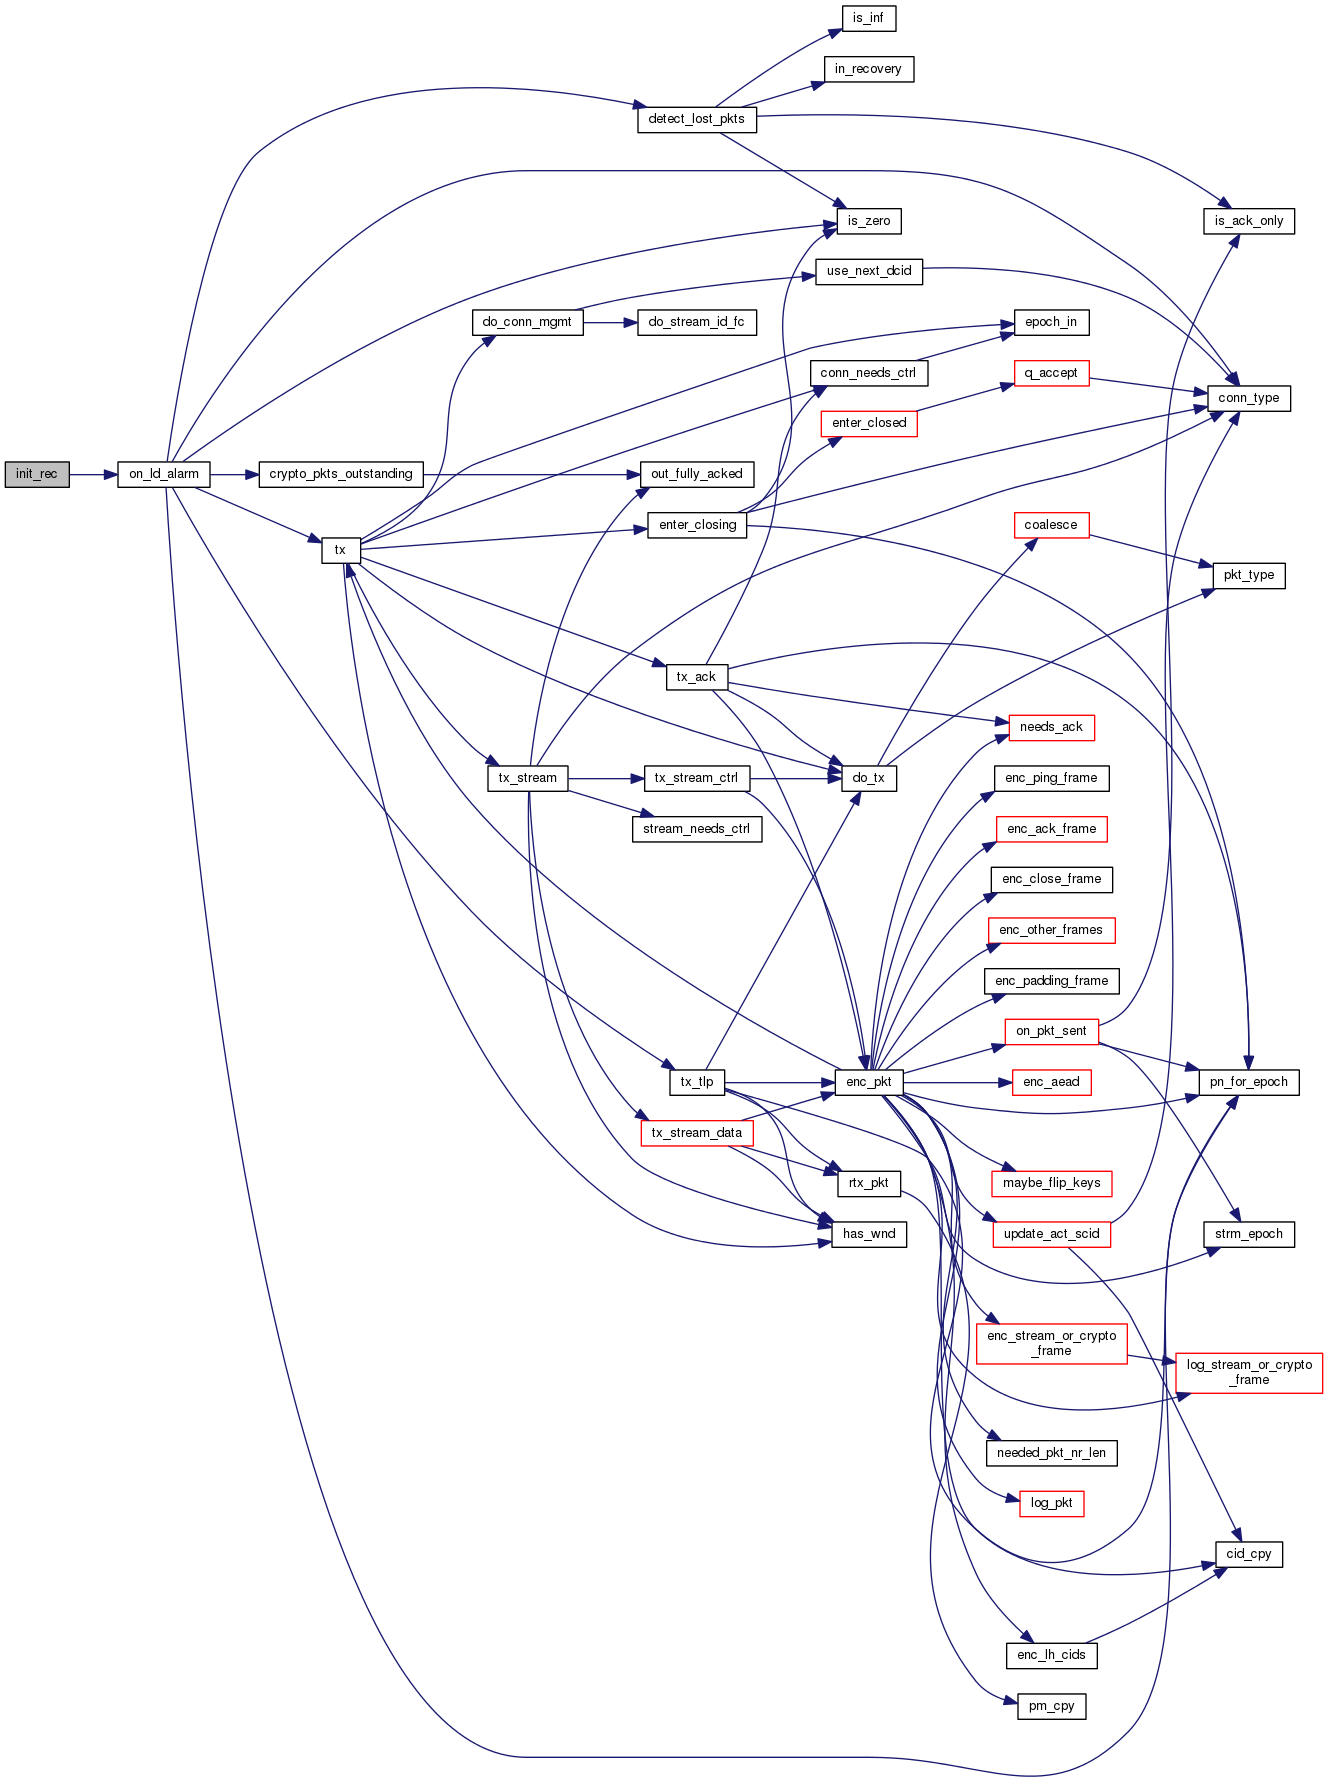 is_inf
in_recovery
detect_lost_pkts
is_zero
is_ack_only
use_next_dcid
do_conn_mgmt
do_stream_id_fc
epoch_in
conn_needs_ctrl
q_accept
conn_type
enter_closed
init_rec
on_ld_alarm
crypto_pkts_outstanding
out_fully_acked
enter_closing
coalesce
tx
pkt_type
tx_ack
needs_ack
tx_stream
tx_stream_ctrl
do_tx
enc_ping_frame
stream_needs_ctrl
enc_ack_frame
enc_close_frame
enc_other_frames
enc_padding_frame
on_pkt_sent
tx_tlp
enc_pkt
enc_aead
pn_for_epoch
tx_stream_data
rtx_pkt
maybe_flip_keys
has_wnd
update_act_scid
strm_epoch
enc_stream_or_crypto
_frame
log_stream_or_crypto
_frame
needed_pkt_nr_len
log_pkt
cid_cpy
enc_lh_cids
pm_cpy